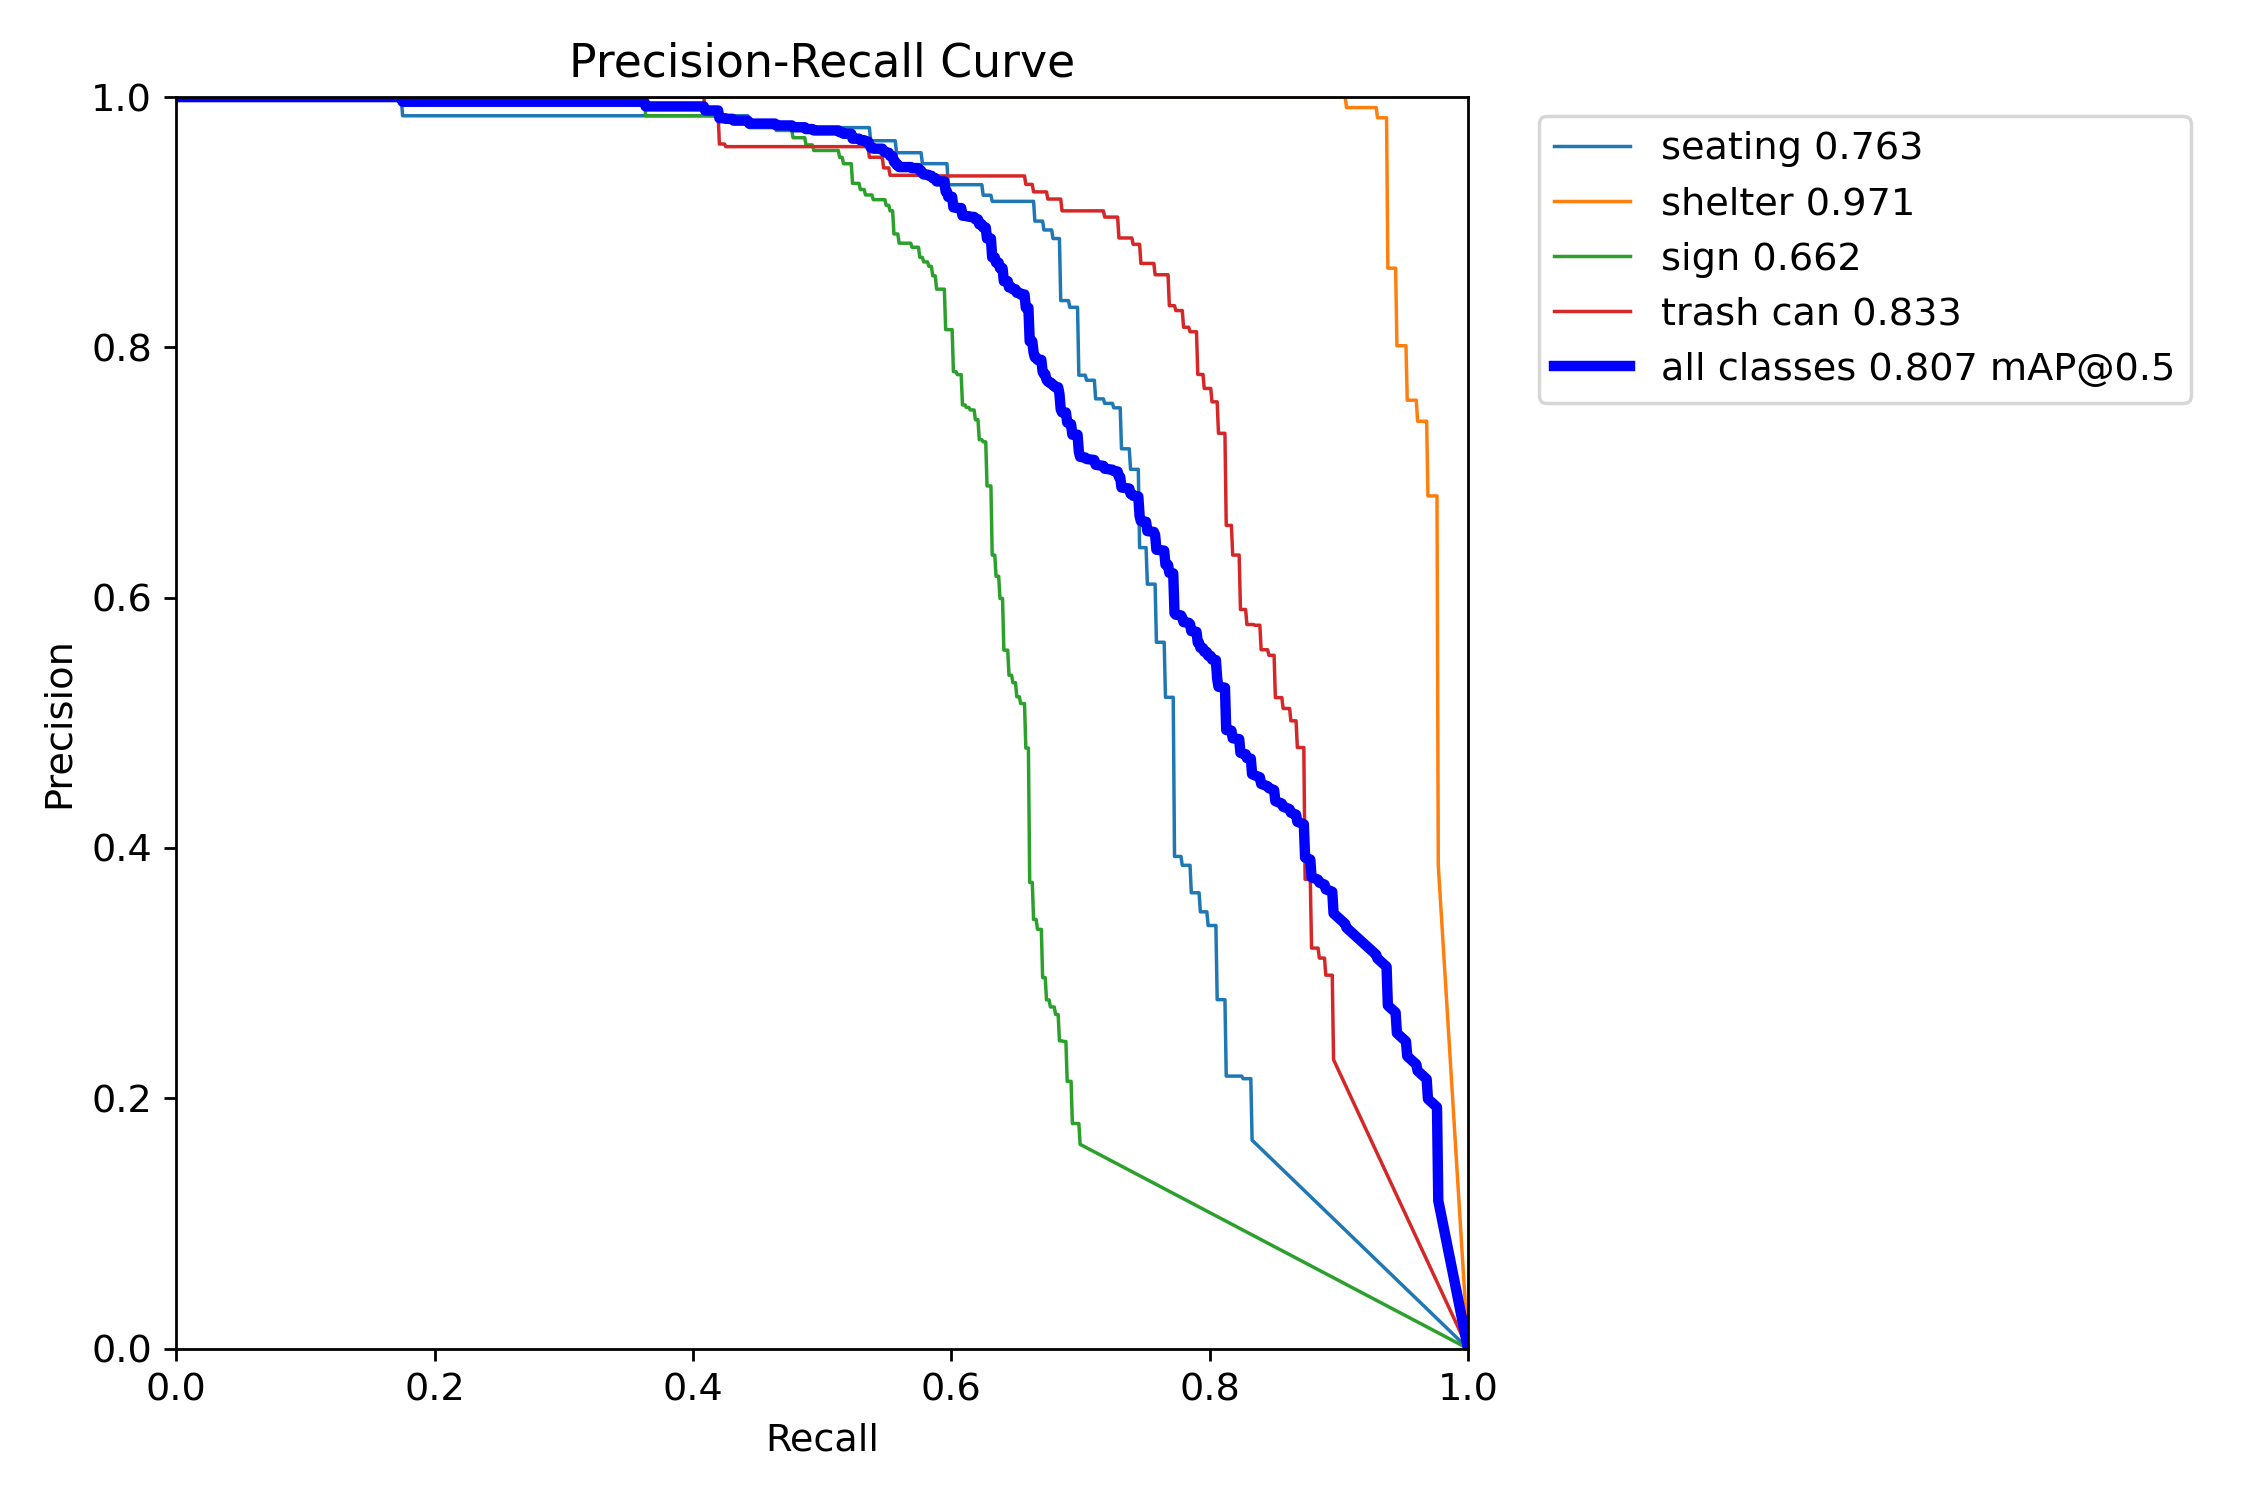 Precision-Recall Curve
1.0
0.8
0.6
0.4
0.2
0.0
Precision
0.0 0.2 0.4 0.6 0.8 1.0
Recall
seating 0.763
shelter 0.971
sign 0.662
trash can 0.833
all classes 0.807 mAP@0.5